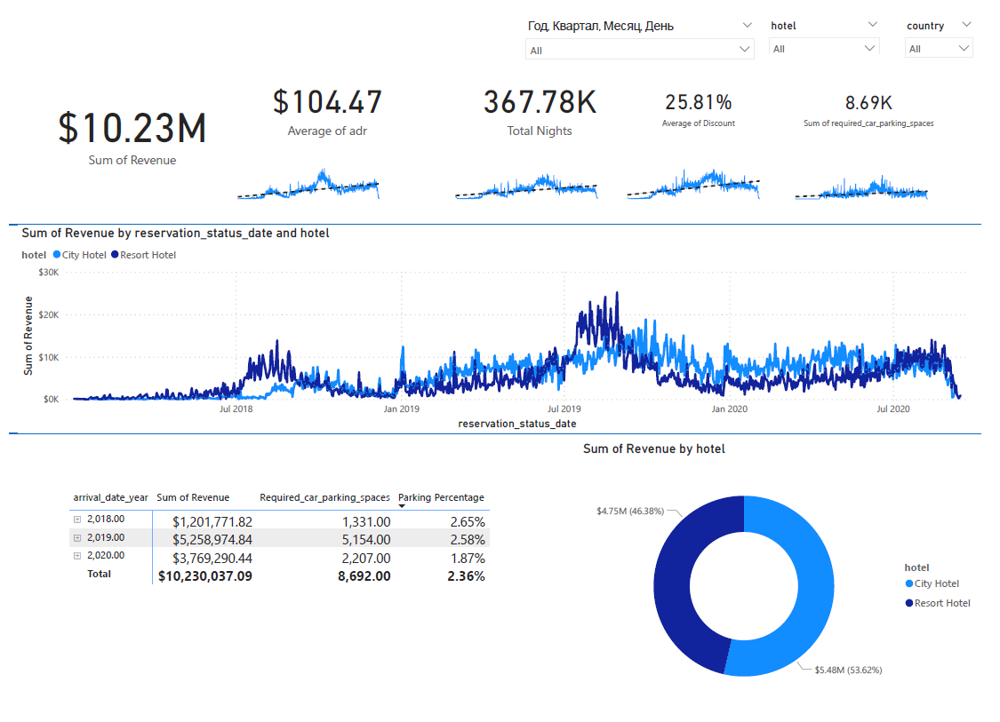 Год, Квартал, Месяц, День
hotel
country
All
All
All
$10.23M
Sum of Revenue
$104.47
Average of adr
367.78K
Total Nights
25.81%
Average of Discount
8.69K
Sum of required_car_parking_spaces
Sum of Revenue by reservation_status_date and hotel
hotel City Hotel Resort Hotel
Sum of Revenue
$30K
$20K
$10K
$0K
Jul 2018 Jan 2019 Jul 2019 Jan 2020 Jul 2020
reservation_status_date
arrival_date_year Sum of Revenue Required_car_parking_spaces Parking Percentage
2,018.00 $1,201,771.82 1,331.00 2.65%
2,019.00 $5,258,974.84 5,154.00 2.58%
2,020.00 $3,769,290.44 2,207.00 1.87%
Total $10,230,037.09 8,692.00 2.36%
Sum of Revenue by hotel
$4.75M (46.38%)
$5.48M (53.62%)
hotel
City Hotel
Resort Hotel